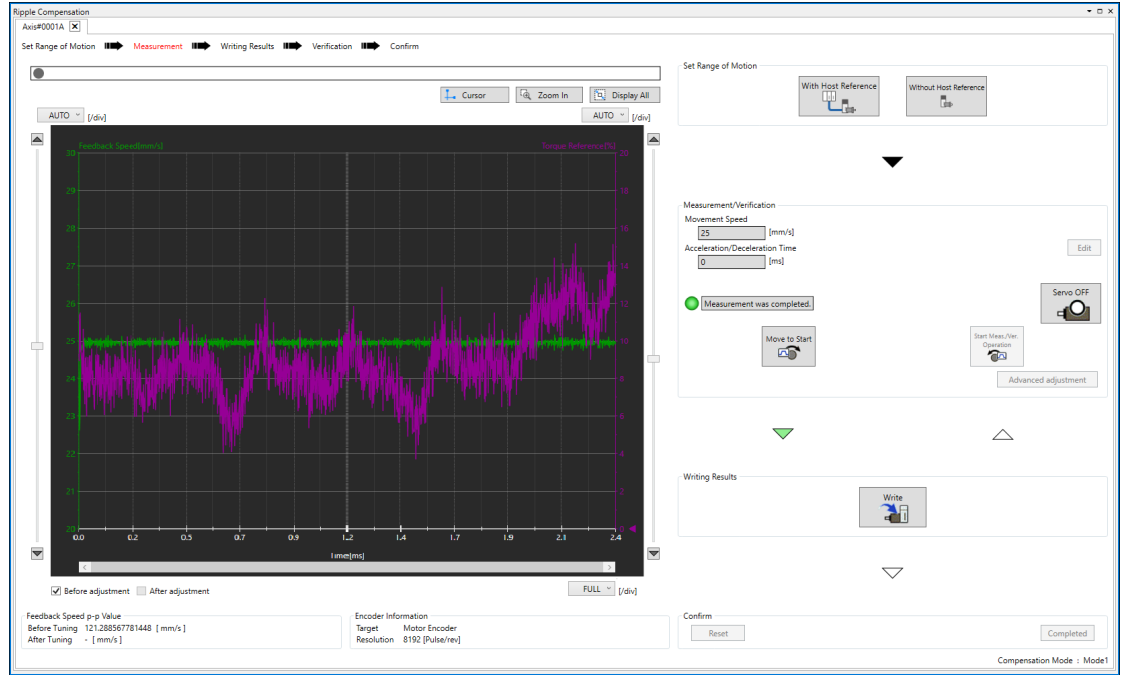 Ripple Compensation
Axis#0001A
Set Range of Motion Measurement Writing Results Verification Confirm
Cursor Zoom In Display All
AUTO [/div] AUTO [/div]
Feedback Speed[mm/s] Torque Reference[%]
30 20
29 18
28 16
27 14
26 12
25 10
24 8
23 6
22 4
21 2
20 0
0.0 0.2 0.5 0.7 0.9 1.2 1.4 1.7 1.9 2.1 2.4
Time[ms]
FULL [/div]
Before adjustment After adjustment
Feedback Speed p-p Value
Before Tuning 121.288567781448 [ mm/s ]
After Tuning - [ mm/s ]
Encoder Information
Target Motor Encoder
Resolution 8192 [Pulse/rev]
Set Range of Motion
With Host Reference
Without Host Reference
Measurement/Verification
Movement Speed
25 [mm/s]
Acceleration/Deceleration Time
0 [ms]
Edit
Servo OFF
Measurement was completed.
Move to Start
Start Meas./Ver.
Operation
Advanced adjustment
Writing Results
Write
Confirm
Reset Completed
Compensation Mode : Mode1